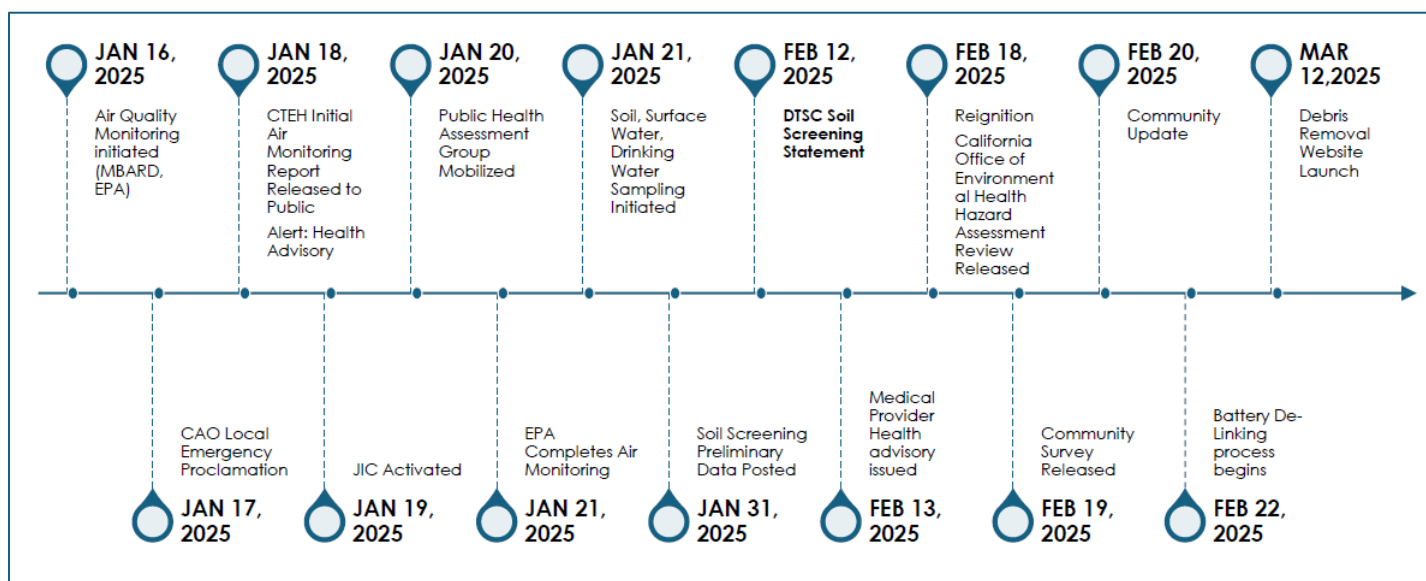 JAN 16,
2025
Air Quality
Monitoring
initiated
(MBARD,
EPA)
JAN 18,
2025
CTEH Initial
Air
Monitoring
Report
Released to
Public
Alert: Health
Advisory
JAN 20,
2025
Public Health
Assessment
Group
Mobilized
JAN 21,
2025
Soil, Surface
Water,
Drinking
Water
Sampling
Initiated
FEB 12,
2025
DTSC Soil
Screening
Statement
FEB 18,
2025
Reignition
California
Office of
Environment
al Health
Hazard
Assessment
Review
Released
FEB 20,
2025
Community
Update
MAR
12,2025
Debris
Removal
Website
Launch
CAO Local
Emergency
Proclamation
JAN 17,
2025
JIC Activated
JAN 19,
2025
EPA
Completes Air
Monitoring
JAN 21,
2025
Soil Screening
Preliminary
Data Posted
JAN 31,
2025
Medical
Provider
Health
advisory
issued
FEB 13,
2025
Community
Survey
Released
FEB 19,
2025
Battery De-
Linking
process
begins
FEB 22,
2025